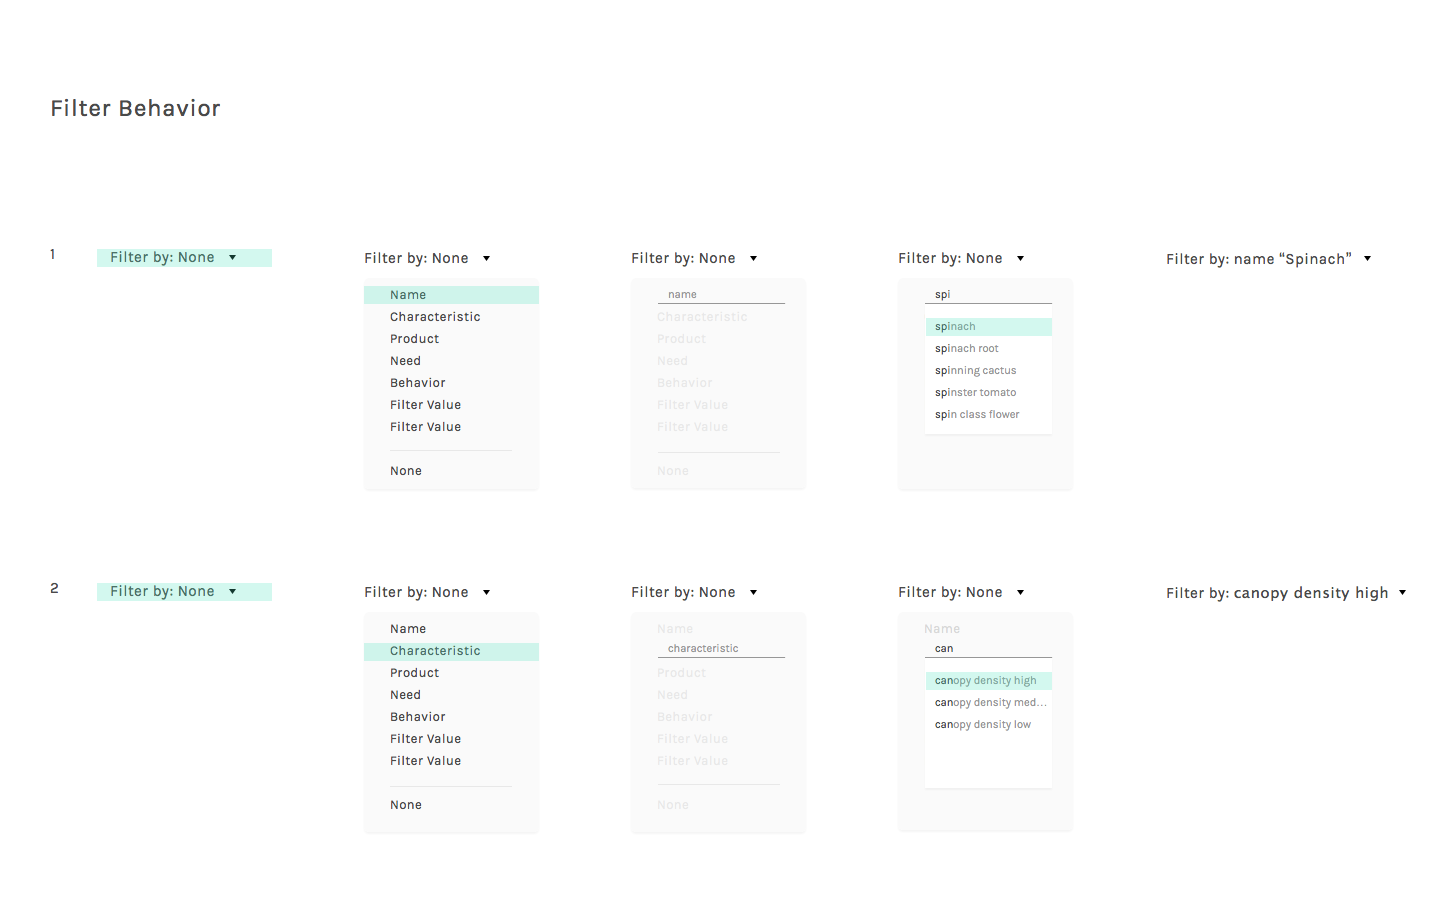 Filter Behavior
1
Filter by: None
Filter by: None
Name
Characteristic
Product
Need
Behavior
Filter Value
Filter Value
None
Filter by: None
name
Characteristic
Product
Need
Behavior
Filter Value
Filter Value
None
Filter by: None
spi
spinach
spinach root
spinning cactus
spinster tomato
spin class flower
Filter by: name “Spinach”
2
Filter by: None
Filter by: None
Name
Characteristic
Product
Need
Behavior
Filter Value
Filter Value
None
Filter by: None
Name
characteristic
Product
Need
Behavior
Filter Value
Filter Value
None
Filter by: None
Name
can
canopy density high
canopy density med...
canopy density low
Filter by: canopy density high